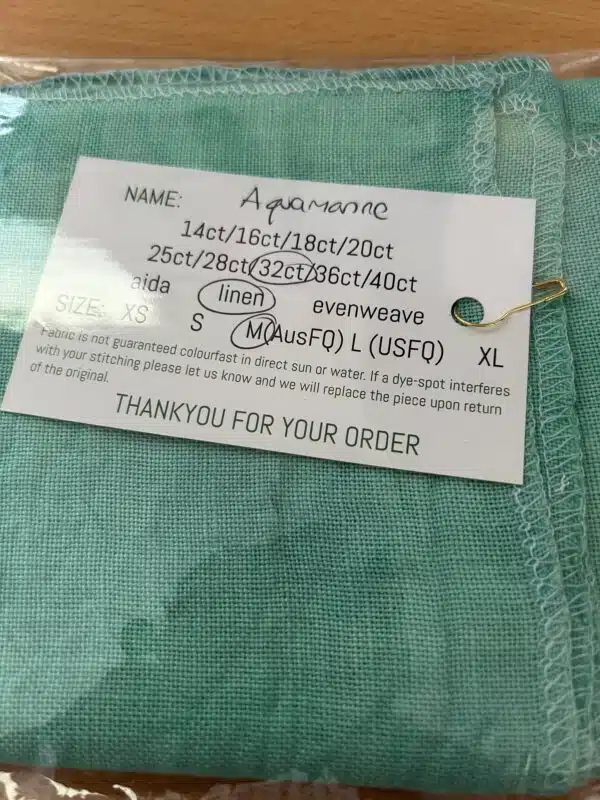 NAME: Aquamarine
14ct/16ct/18ct/20ct
25ct/28ct/32ct/36ct/40ct
aida linen evenweave
SIZE: XS S M(AusFQ) L (USFQ) XL
Fabric is not guaranteed colourfast in direct sun or water. If a dye-spot interferes
with your stitching please let us know and we will replace the piece upon return
of the original.
THANKYOU FOR YOUR ORDER